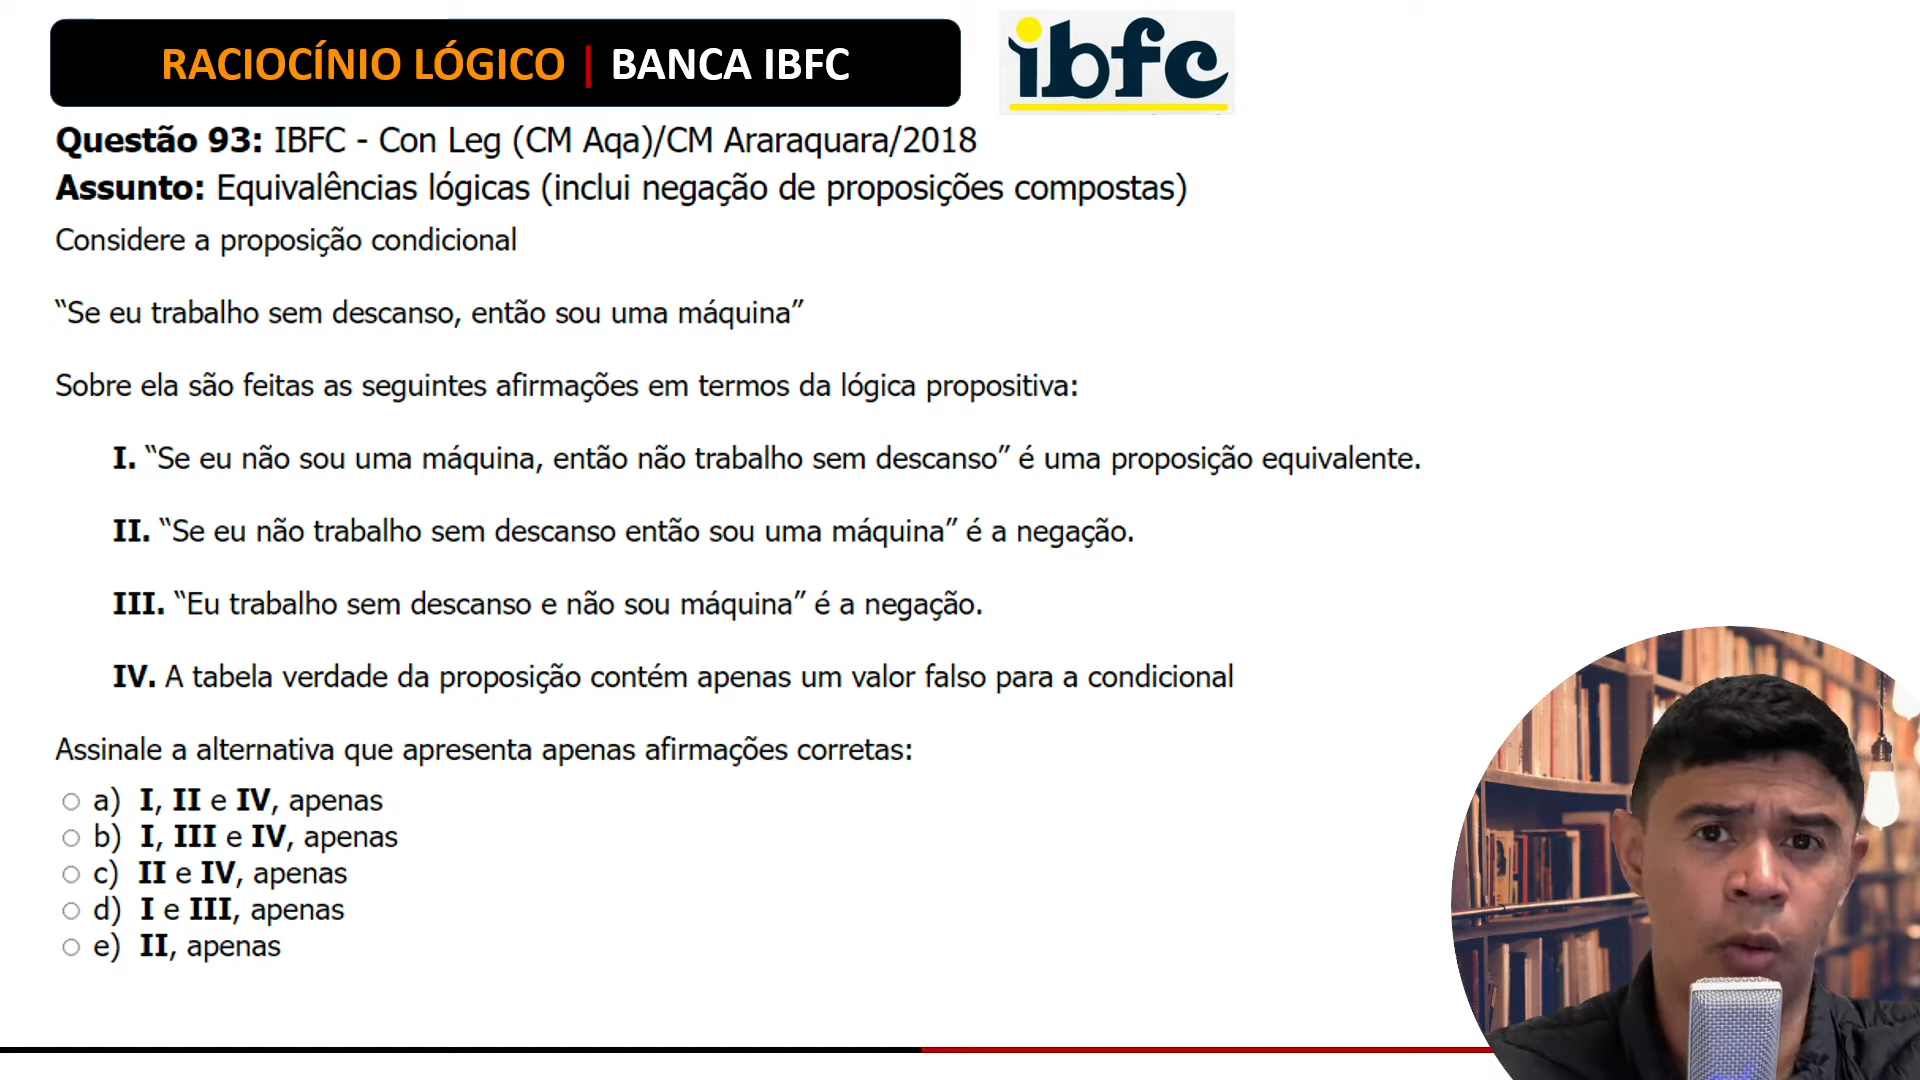 RACIOCÍNIO LÓGICO | BANCA IBFC
ibfc
Questão 93: IBFC - Con Leg (CM Aqa)/CM Araraquara/2018
Assunto: Equivalências lógicas (inclui negação de proposições compostas)
Considere a proposição condicional
“Se eu trabalho sem descanso, então sou uma máquina”
Sobre ela são feitas as seguintes afirmações em termos da lógica propositiva:
I. “Se eu não sou uma máquina, então não trabalho sem descanso” é uma proposição equivalente.
II. “Se eu não trabalho sem descanso então sou uma máquina” é a negação.
III. “Eu trabalho sem descanso e não sou máquina” é a negação.
IV. A tabela verdade da proposição contém apenas um valor falso para a condicional
Assinale a alternativa que apresenta apenas afirmações corretas:
a) I, II e IV, apenas
b) I, III e IV, apenas
c) II e IV, apenas
d) I e III, apenas
e) II, apenas